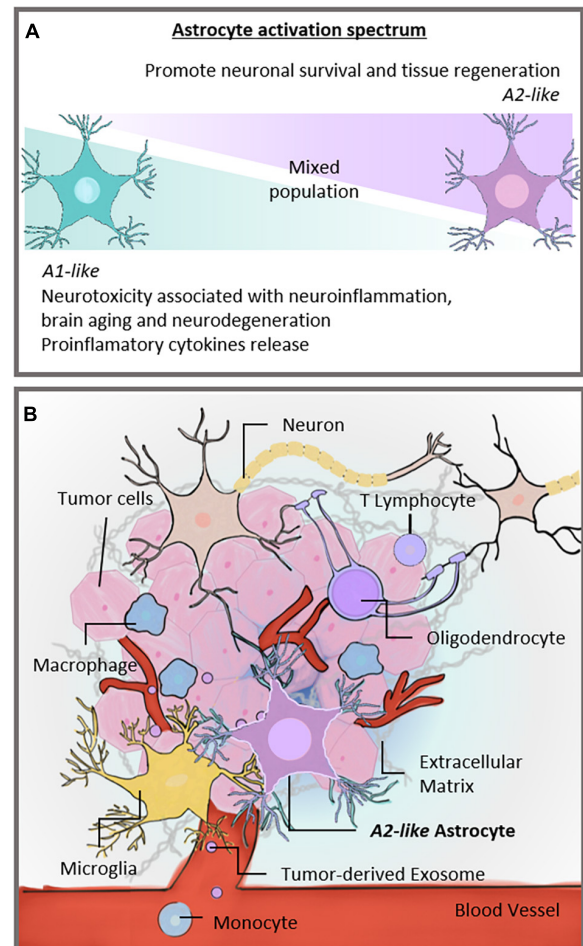 A
Astrocyte activation spectrum
Promote neuronal survival and tissue regeneration
A2-like
Mixed
population
A1-like
Neurotoxicity associated with neuroinflammation,
brain aging and neurodegeneration
Proinflamatory cytokines release
B
Neuron
Tumor cells
T Lymphocyte
Oligodendrocyte
Macrophage
Extracellular
Matrix
A2-like Astrocyte
Microglia
Tumor-derived Exosome
Monocyte
Blood Vessel